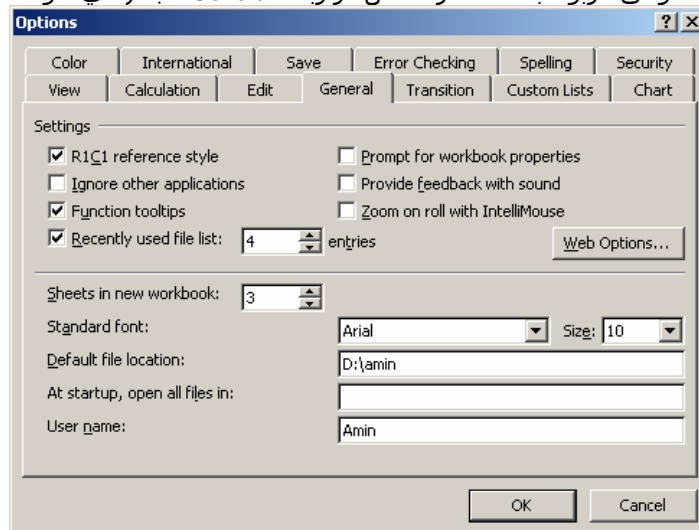 Options
Color International Save Error Checking Spelling Security
View Calculation Edit General Transition Custom Lists Chart
Settings
R1C1 reference style Prompt for workbook properties
Ignore other applications Provide feedback with sound
Function tooltips Zoom on roll with IntelliMouse
Recently used file list: 4 entries Web Options...
Sheets in new workbook: 3
Standard font: Arial Size: 10
Default file location: D:\amin
At startup, open all files in:
User name: Amin
OK Cancel